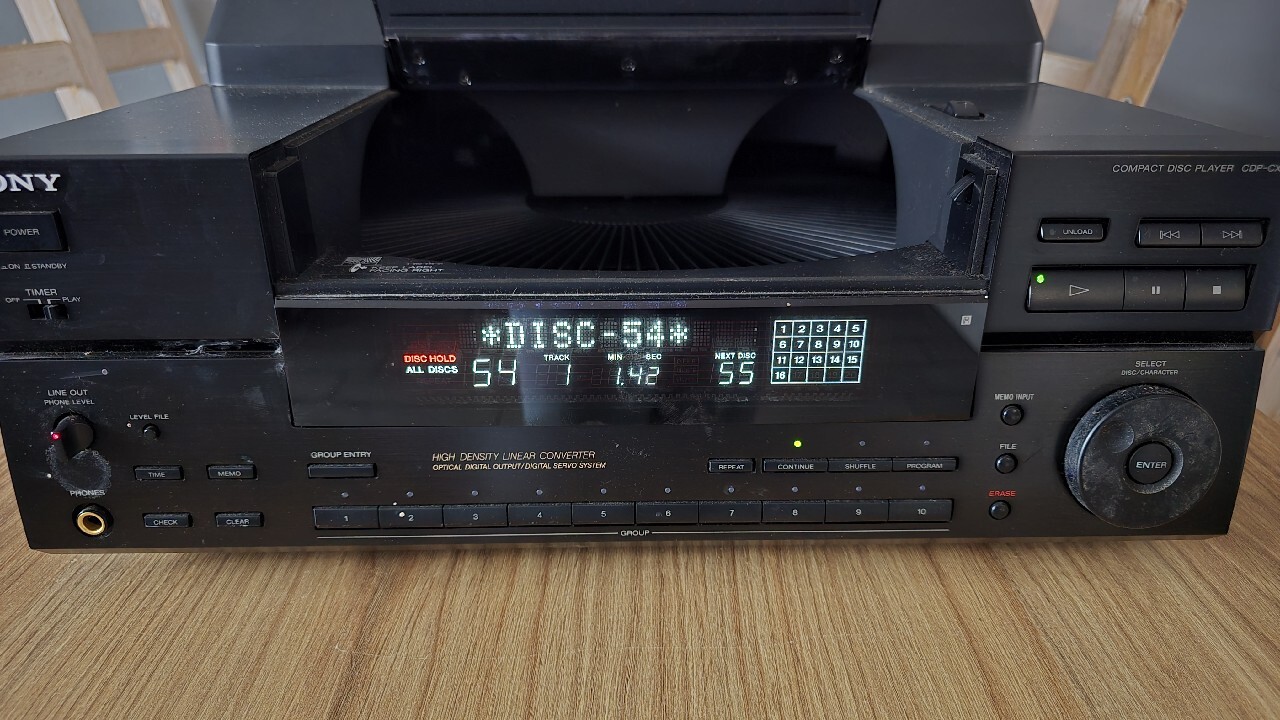 ONY
COMPACT DISC PLAYER CDP-CX
POWER
ON STANDBY
UNLOAD
TIMER
OFF PLAY
FACING RIGHT
*DISC-54*
DISC HOLD
ALL DISCS
TRACK MIN SEC NEXT DISC
54 1 1.42 55
1 2 3 4 5
6 7 8 9 10
11 12 13 14 15
16
SELECT
DISC/CHARACTER
LINE OUT
PHONE LEVEL
LEVEL FILE
MEMO INPUT
FILE
ENTER
ERASE
TIME MEMO
GROUP ENTRY
HIGH DENSITY LINEAR CONVERTER
OPTICAL DIGITAL OUTPUT/DIGITAL SERVO SYSTEM
REPEAT CONTINUE SHUFFLE PROGRAM
PHONES
CHECK CLEAR
1 2 3 4 5 6 7 8 9 10
GROUP